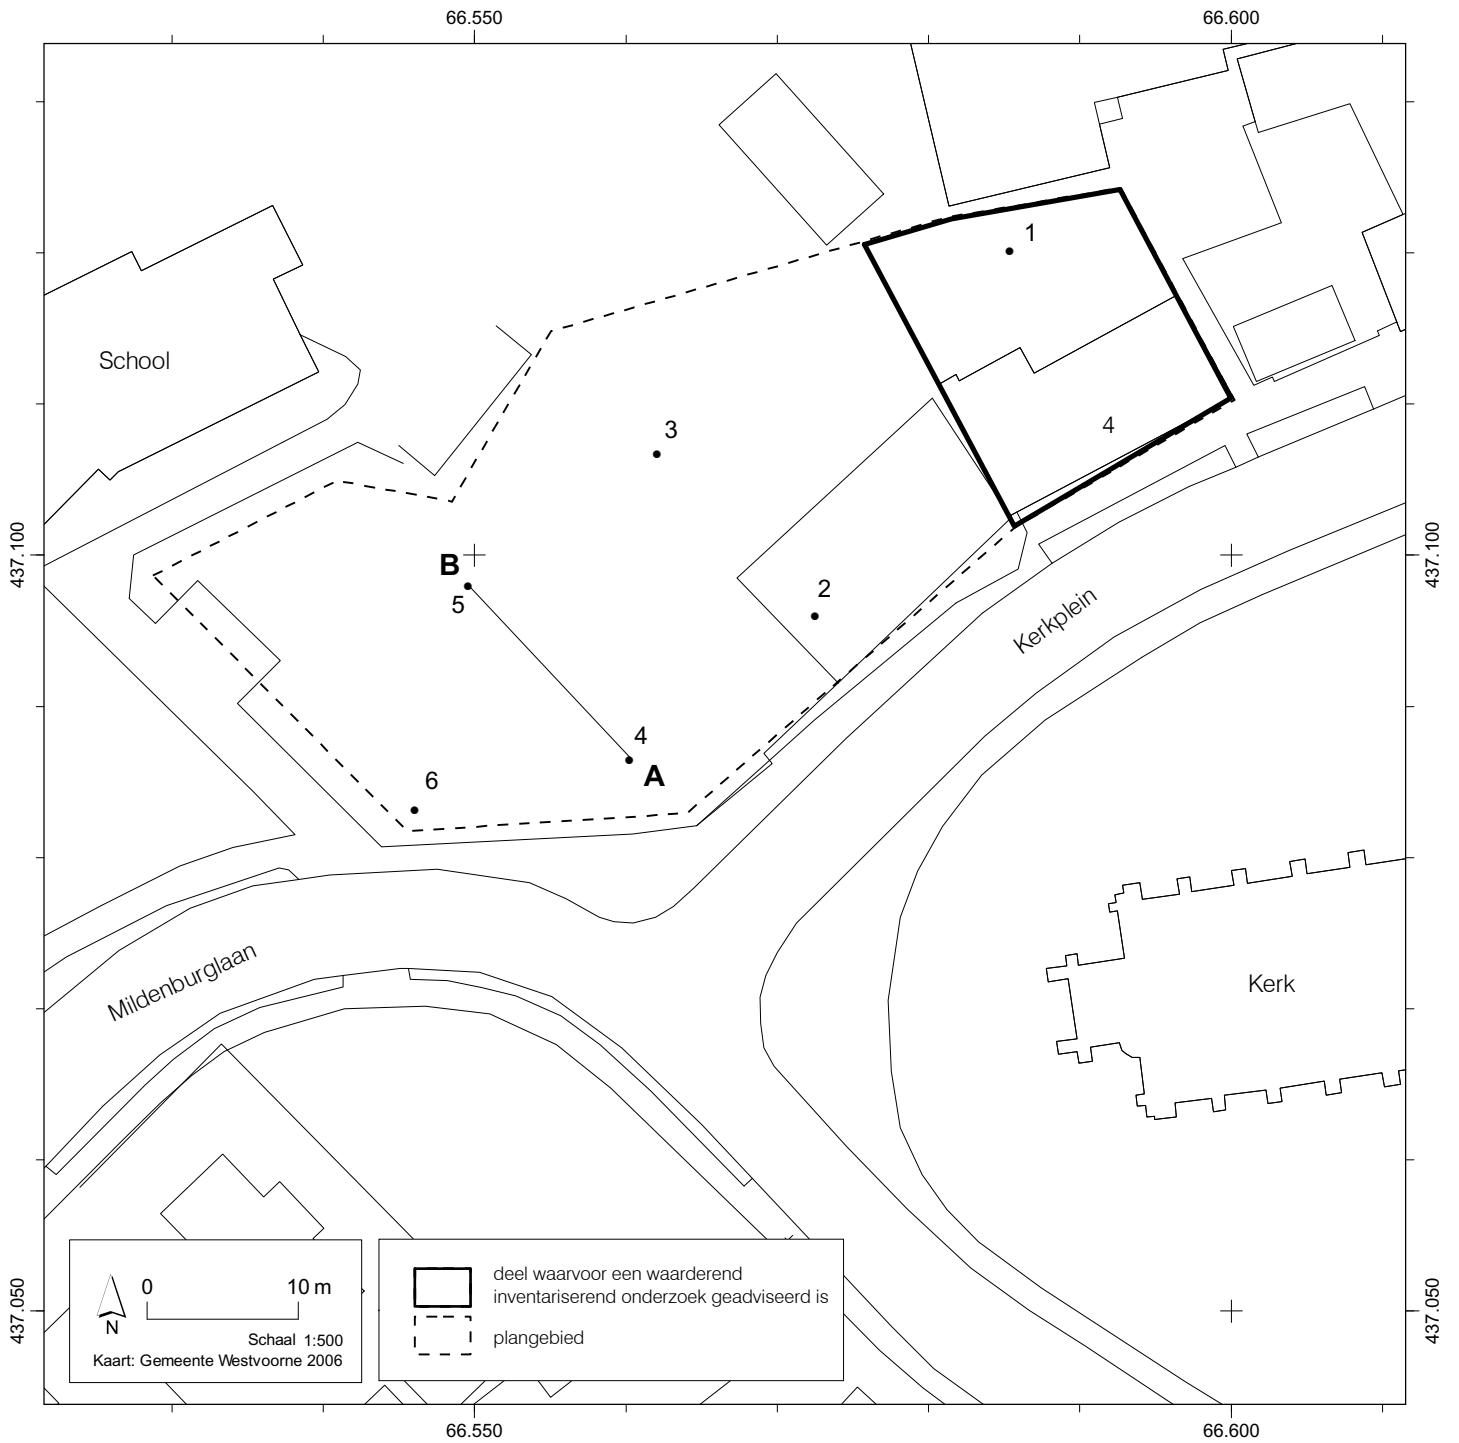 66.550
66.600
1
School
4
3
437.100
437.100
B
5
2
Kerkplein
4
A
6
Mildenburglaan
Kerk
0
10 m
N
Schaal 1:500
Kaart: Gemeente Westvoorne 2006
deel waarvoor een waarderend
inventariserend onderzoek geadviseerd is
plangebied
437.050
437.050
66.550
66.600